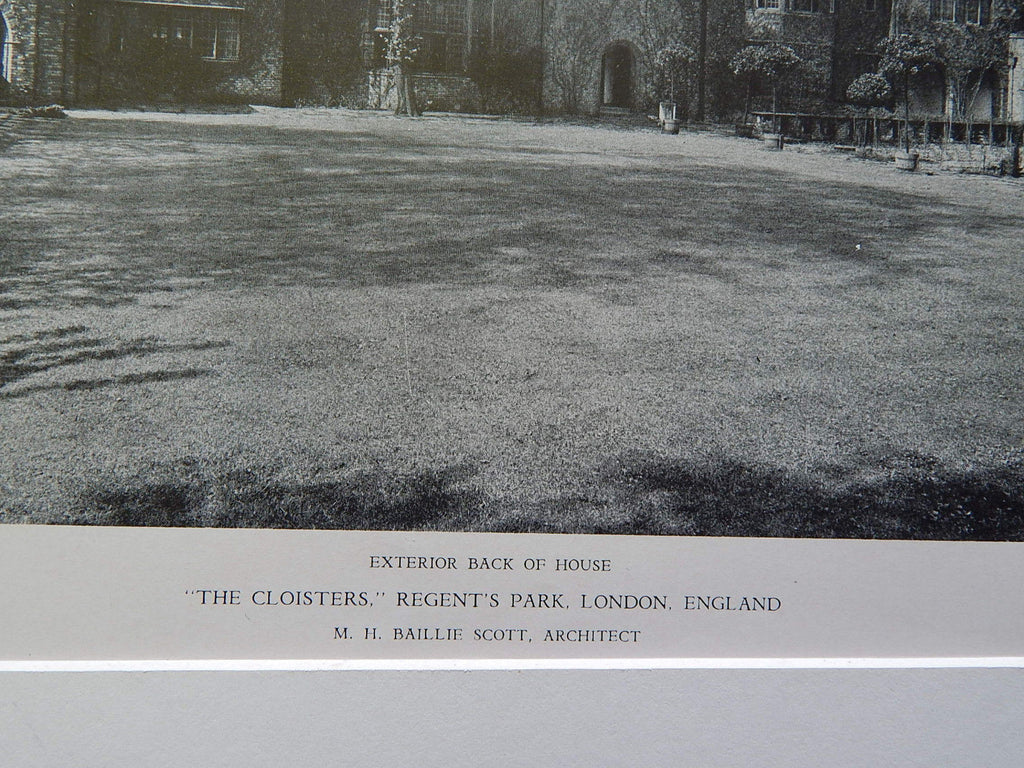 EXTERIOR BACK OF HOUSE
"THE CLOISTERS," REGENT'S PARK, LONDON, ENGLAND
M. H. BAILLIE SCOTT, ARCHITECT